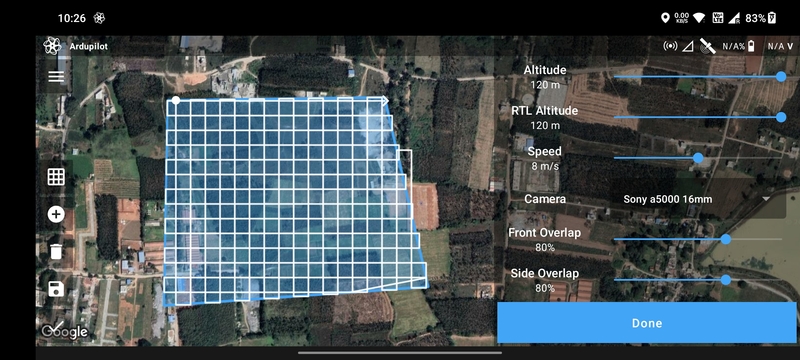 10:26
0.00
KB/S
83%
Ardupilot
N/A%
N/A V
Altitude
120 m
RTL Altitude
120 m
Speed
8 m/s
Camera
Sony a5000 16mm
Front Overlap
80%
Side Overlap
80%
Google
Done